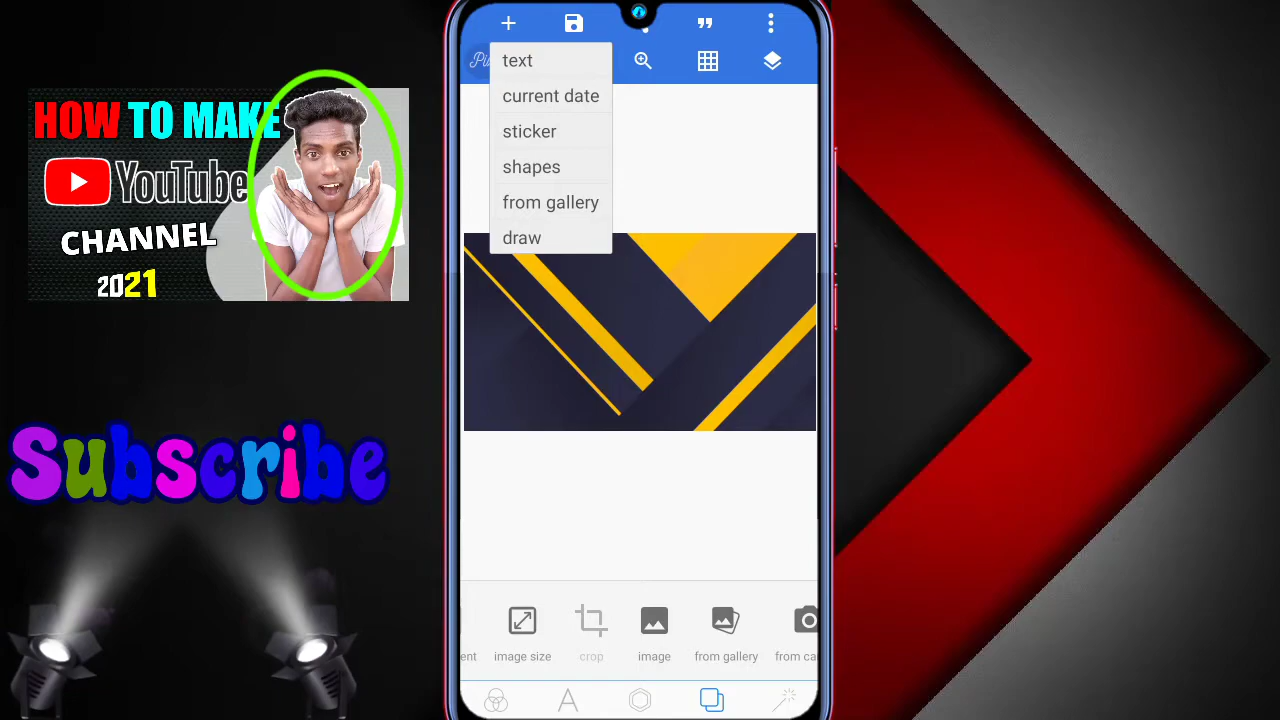 HOW TO MAKE
YouTube
CHANNEL
2021
Subscribe
text
current date
sticker
shapes
from gallery
draw
image size
crop
image
from gallery